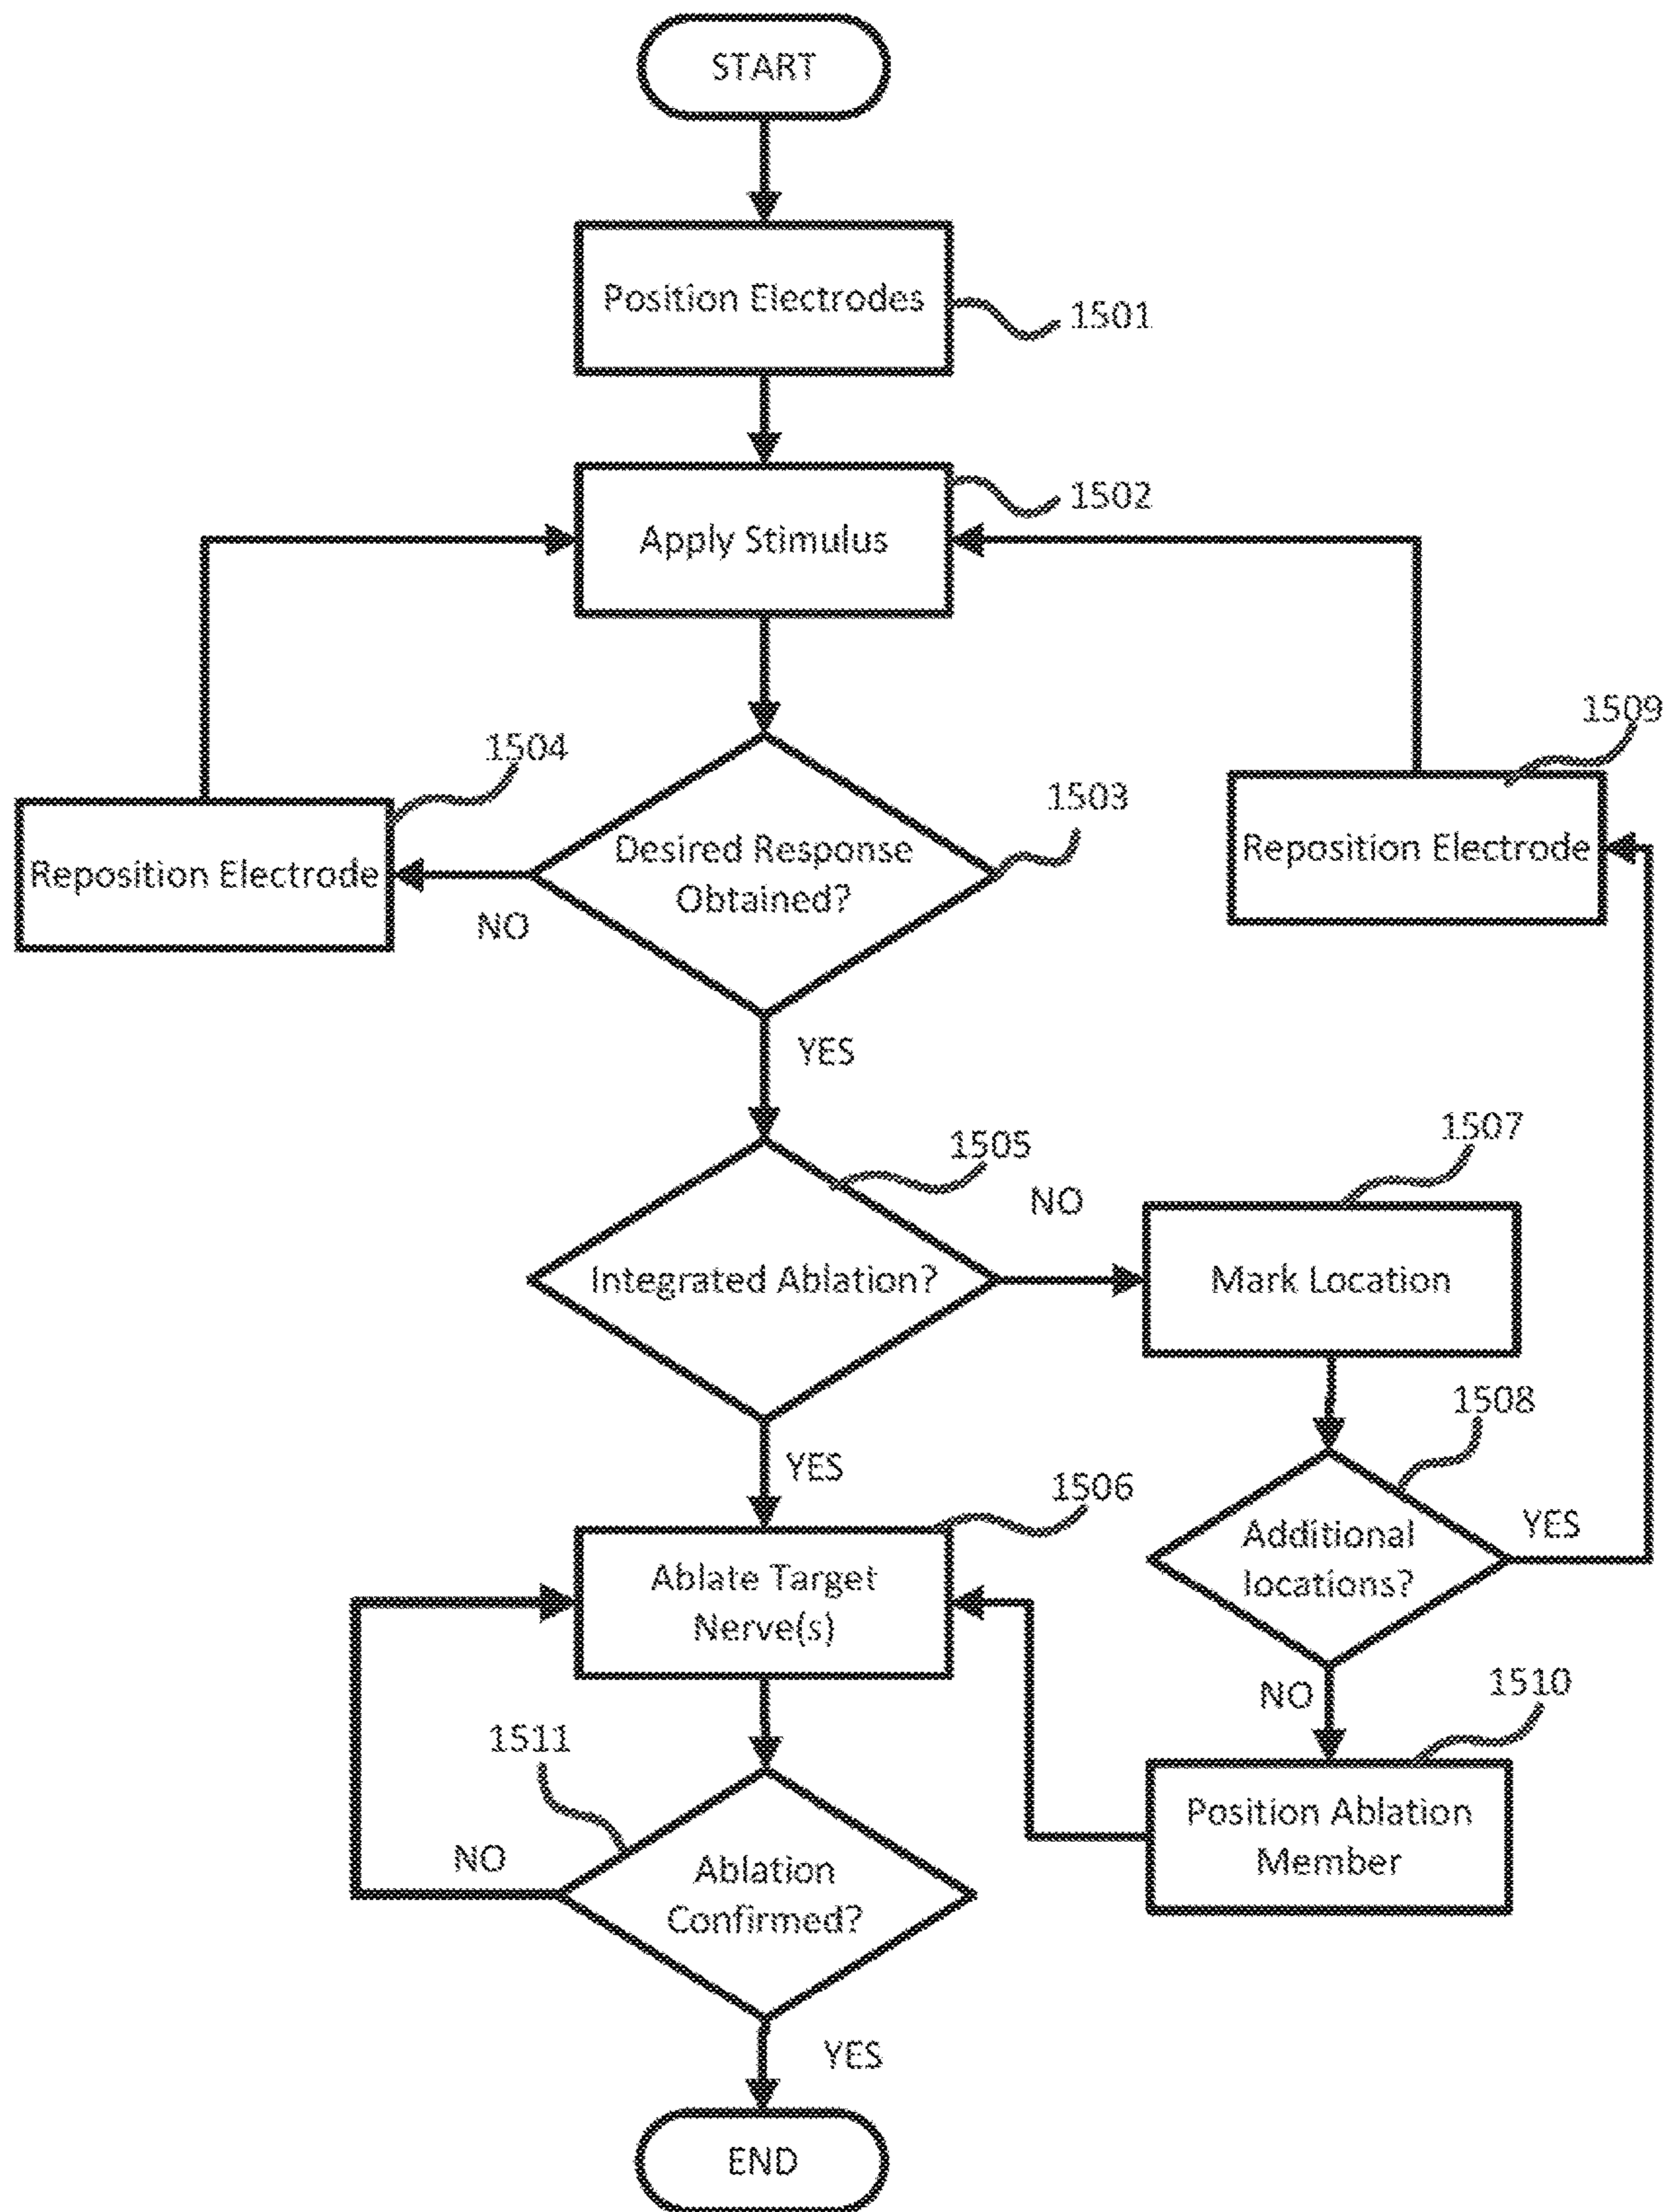 START
Position Electrodes
1501
1502
Apply Stimulus
1509
1504
1503
Desired Response
Obtained?
Reposition Electrode
Reposition Electrode
NO
YES
1507
1505
NO
Integrated Ablation?
Mark Location
1508
YES
1506
Additional
locations?
YES
Ablate Target
Nerve(s)
NO
1510
1511
Position Ablation
Member
NO
Ablation
Confirmed?
YES
END